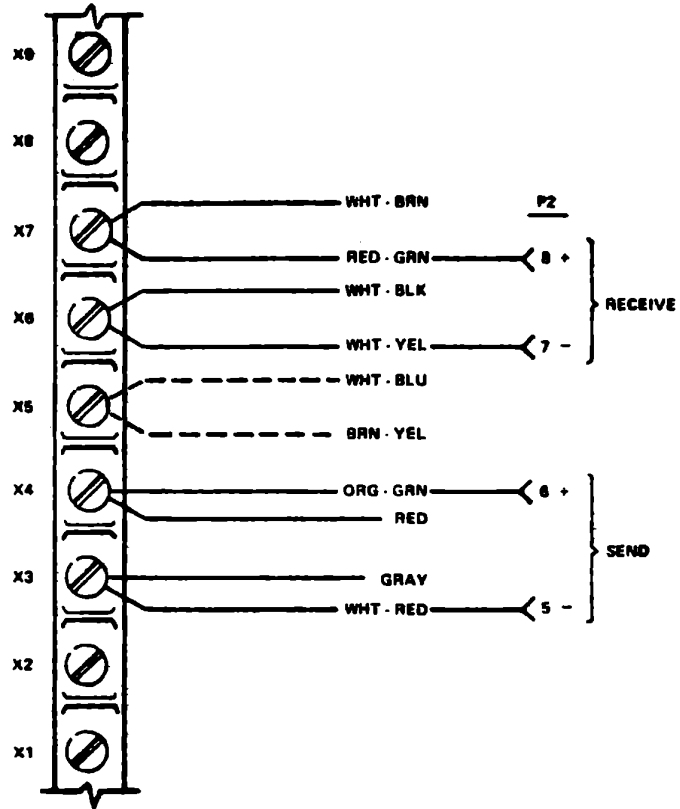 X9
X8
WHT - BRN
P2
X7
RED - GRN 8 +
WHT - BLK
RECEIVE
X6
WHT - YEL 7 -
WHT - BLU
X5
BRN - YEL
X4 ORG - GRN 6 +
RED
SEND
X3 GRAY
WHT - RED 5 -
X2
X1